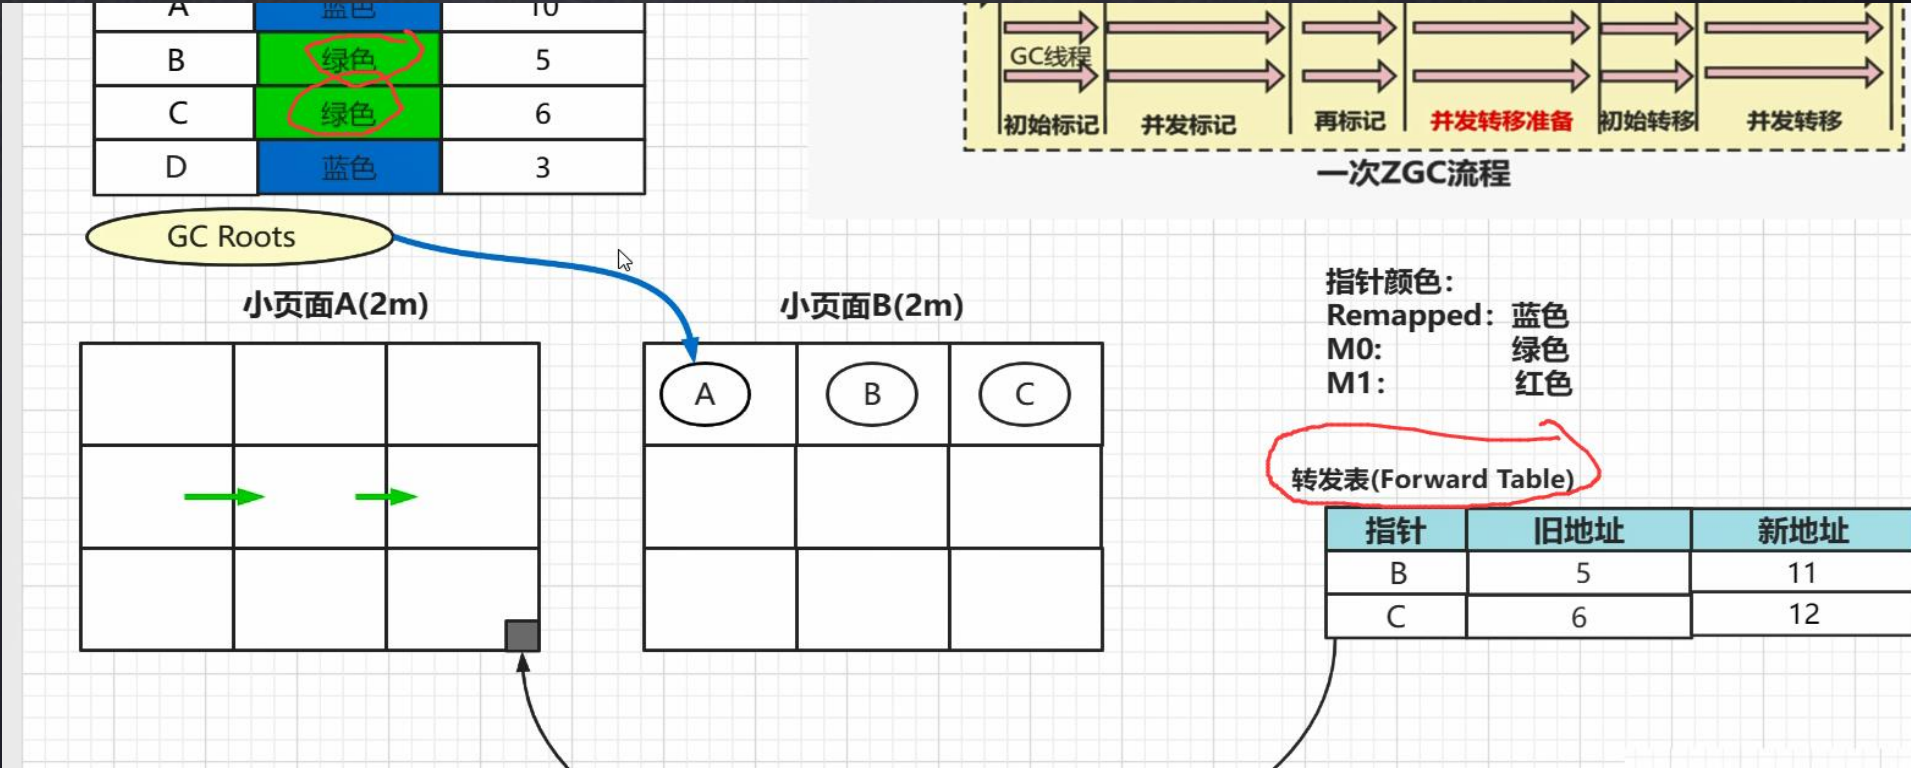 A 蓝色 10
B 绿色 5
C 绿色 6
D 蓝色 3
GC线程
初始标记 并发标记 再标记 并发转移准备 初始转移 并发转移
一次ZGC流程
GC Roots
小页面A(2m)
小页面B(2m)
A B C
指针颜色：
Remapped：蓝色
M0: 绿色
M1： 红色
转发表(Forward Table)
指针 旧地址 新地址
B 5 11
C 6 12